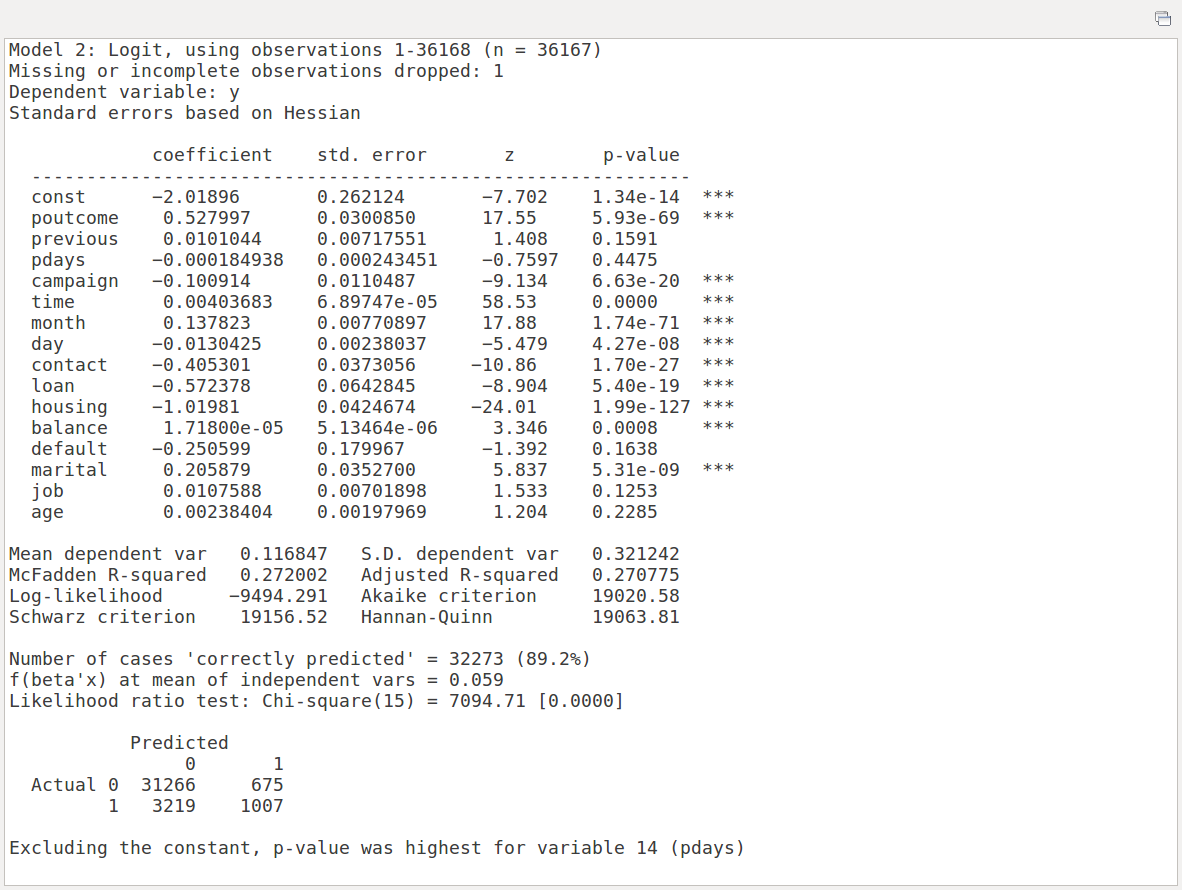 Model 2: Logit, using observations 1-36168 (n = 36167)
Missing or incomplete observations dropped: 1
Dependent variable: y
Standard errors based on Hessian

             coefficient    std. error       z        p-value
  ------------------------------------------------------------
  const      −2.01896       0.262124       −7.702    1.34e-14  ***
  poutcome    0.527997      0.0300850      17.55     5.93e-69  ***
  previous    0.0101044     0.00717551      1.408    0.1591
  pdays      −0.000184938   0.000243451    −0.7597   0.4475
  campaign   −0.100914      0.0110487      −9.134    6.63e-20  ***
  time        0.00403683    6.89747e-05    58.53     0.0000    ***
  month       0.137823      0.00770897     17.88     1.74e-71  ***
  day        −0.0130425     0.00238037     −5.479    4.27e-08  ***
  contact    −0.405301      0.0373056     −10.86     1.70e-27  ***
  loan       −0.572378      0.0642845      −8.904    5.40e-19  ***
  housing    −1.01981       0.0424674     −24.01     1.99e-127 ***
  balance     1.71800e-05   5.13464e-06     3.346    0.0008    ***
  default    −0.250599      0.179967       −1.392    0.1638
  marital     0.205879      0.0352700       5.837    5.31e-09  ***
  job         0.0107588     0.00701898      1.533    0.1253
  age         0.00238404    0.00197969      1.204    0.2285

Mean dependent var   0.116847   S.D. dependent var   0.321242
McFadden R-squared   0.272002   Adjusted R-squared   0.270775
Log-likelihood      −9494.291   Akaike criterion     19020.58
Schwarz criterion    19156.52   Hannan-Quinn         19063.81

Number of cases 'correctly predicted' = 32273 (89.2%)
f(beta'x) at mean of independent vars = 0.059
Likelihood ratio test: Chi-square(15) = 7094.71 [0.0000]

           Predicted
                0       1
  Actual 0  31266     675
         1   3219    1007

Excluding the constant, p-value was highest for variable 14 (pdays)